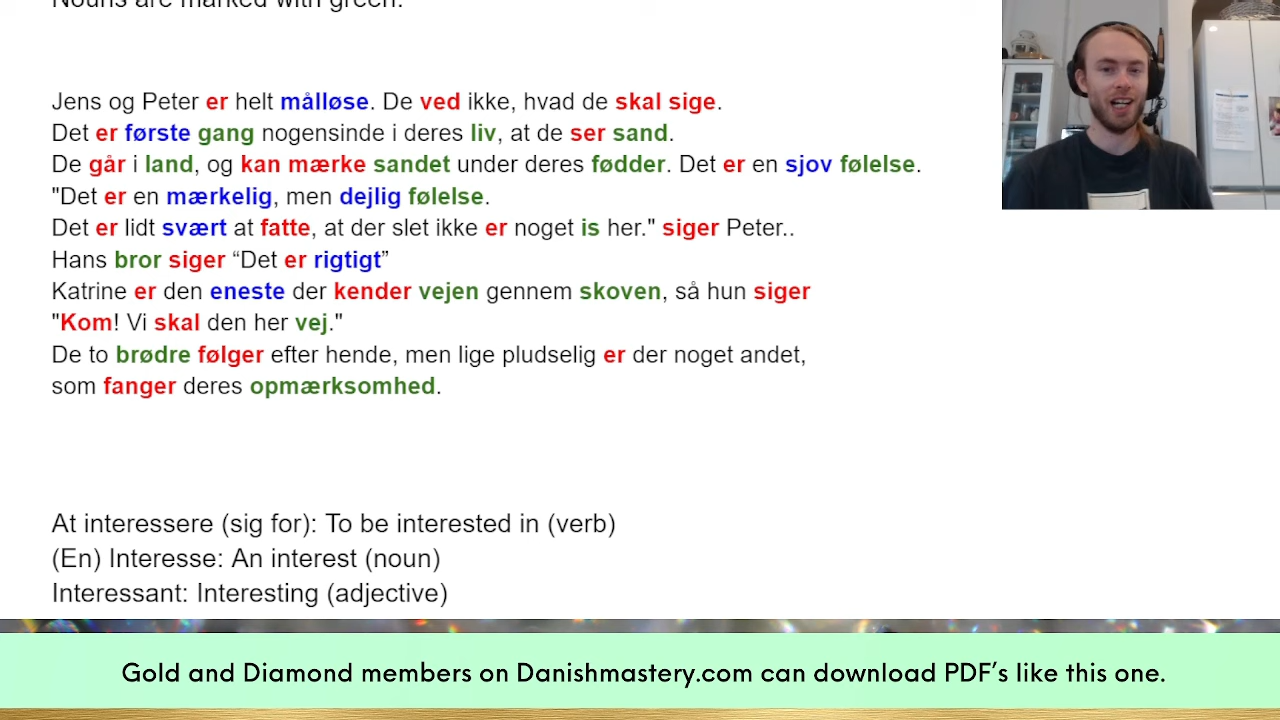 Nouns are marked with green.
Jens og Peter er helt målløse. De ved ikke, hvad de skal sige.
Det er første gang nogensinde i deres liv, at de ser sand.
De går i land, og kan mærke sandet under deres fødder. Det er en sjov følelse.
"Det er en mærkelig, men dejlig følelse.
Det er lidt svært at fatte, at der slet ikke er noget is her." siger Peter..
Hans bror siger “Det er rigtigt”
Katrine er den eneste der kender vejen gennem skoven, så hun siger
"Kom! Vi skal den her vej."
De to brødre følger efter hende, men lige pludselig er der noget andet,
som fanger deres opmærksomhed.
At interessere (sig for): To be interested in (verb)
(En) Interesse: An interest (noun)
Interessant: Interesting (adjective)
Gold and Diamond members on Danishmastery.com can download PDF’s like this one.